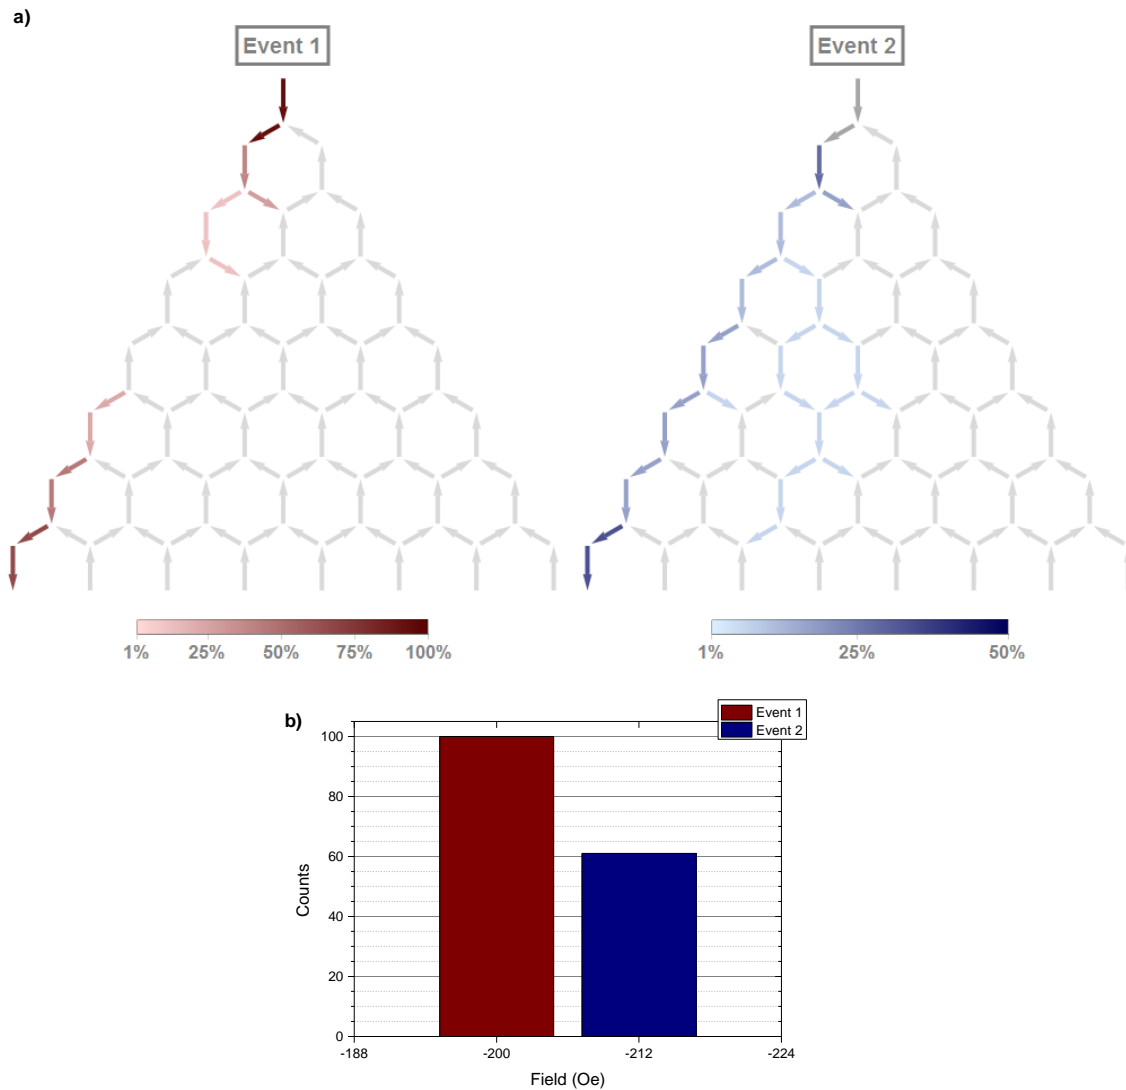 a)
Event 1
Event 2
1% 25% 50% 75% 100%
1% 25% 50%
b)
Event 1
Event 2
100
80
60
40
20
0
Counts
-188 -200 -212 -224
Field (Oe)